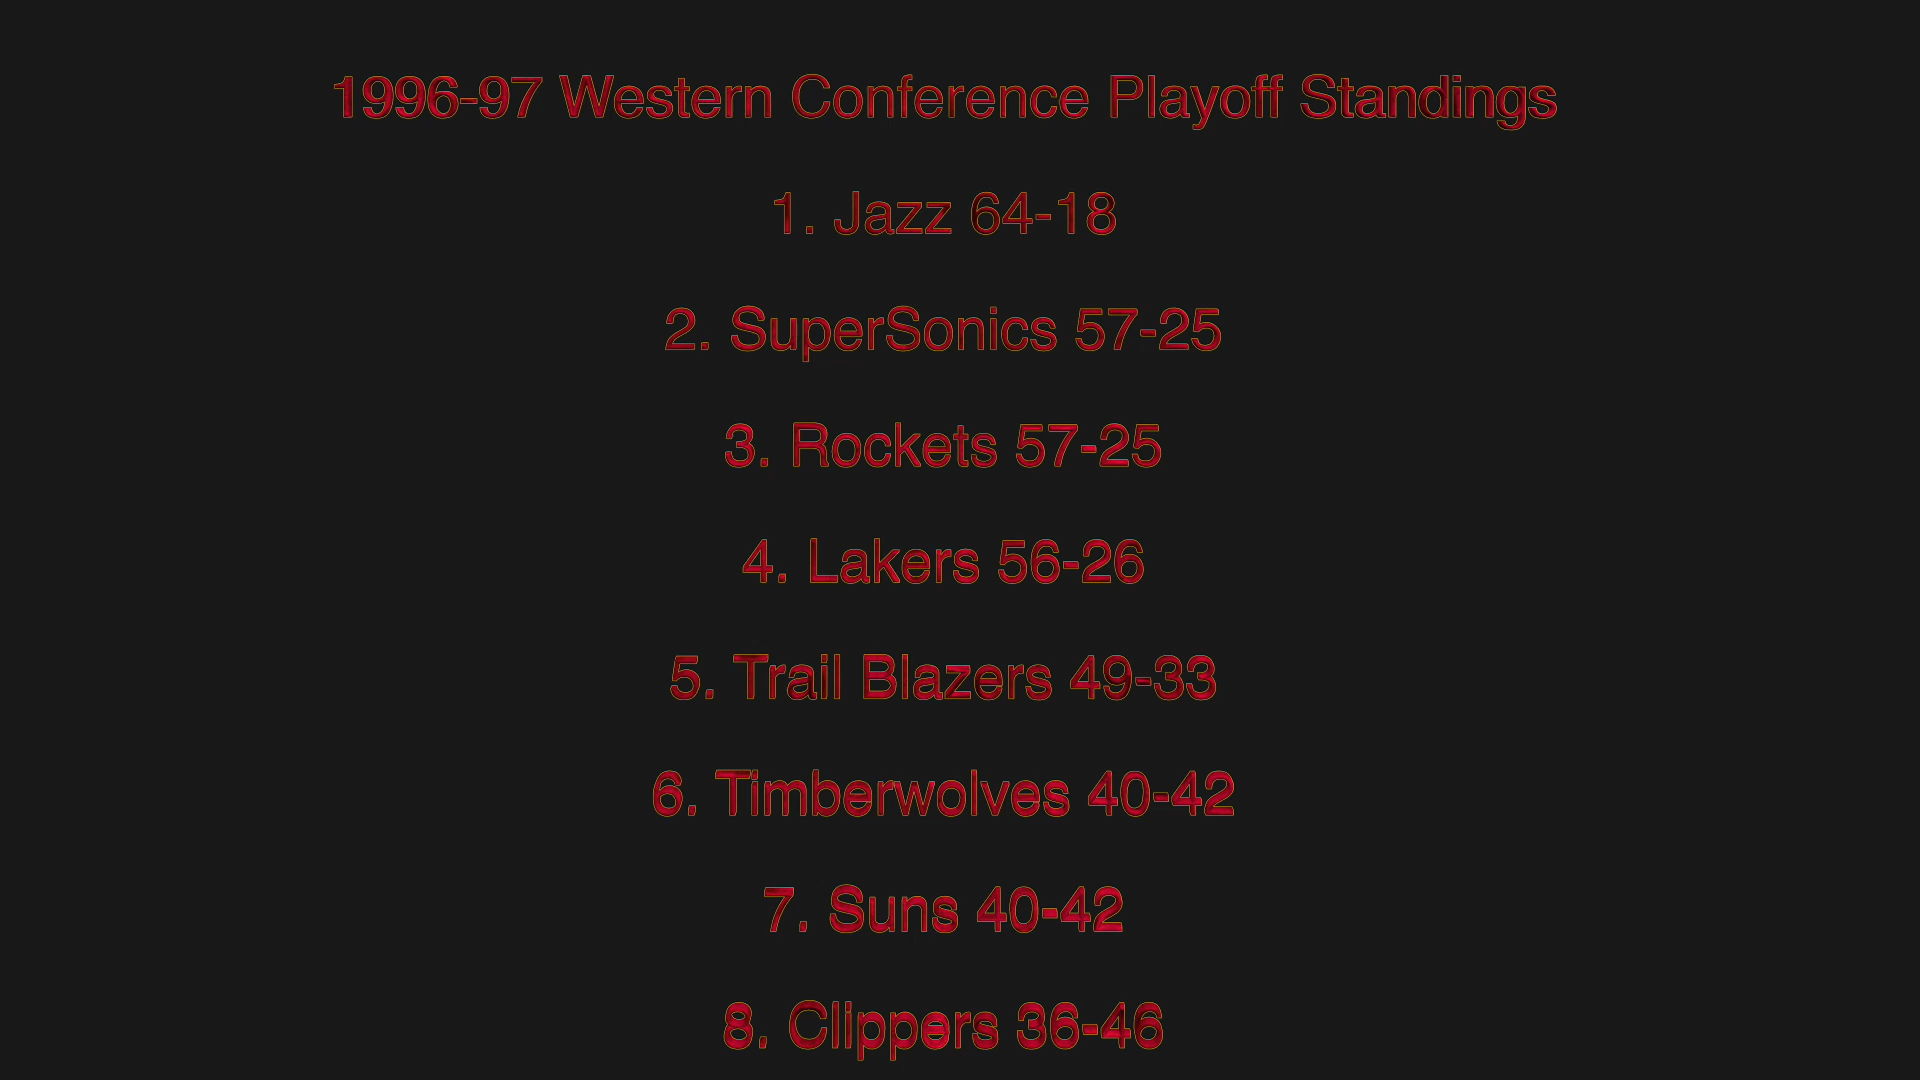 1996-97 Western Conference Playoff Standings
1. Jazz 64-18
2. SuperSonics 57-25
3. Rockets 57-25
4. Lakers 56-26
5. Trail Blazers 49-33
6. Timberwolves 40-42
7. Suns 40-42
8. Clippers 36-46